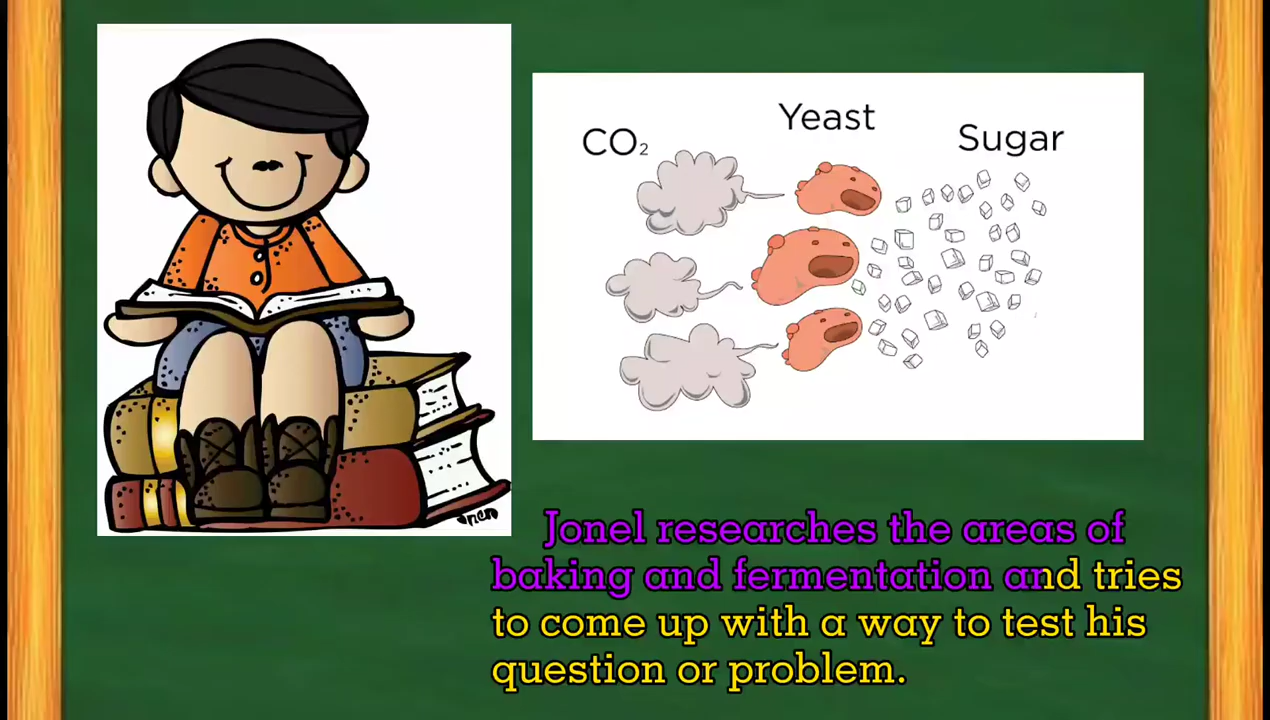 CO₂
Yeast
Sugar
Jonel researches the areas of
baking and fermentation and tries
to come up with a way to test his
question or problem.